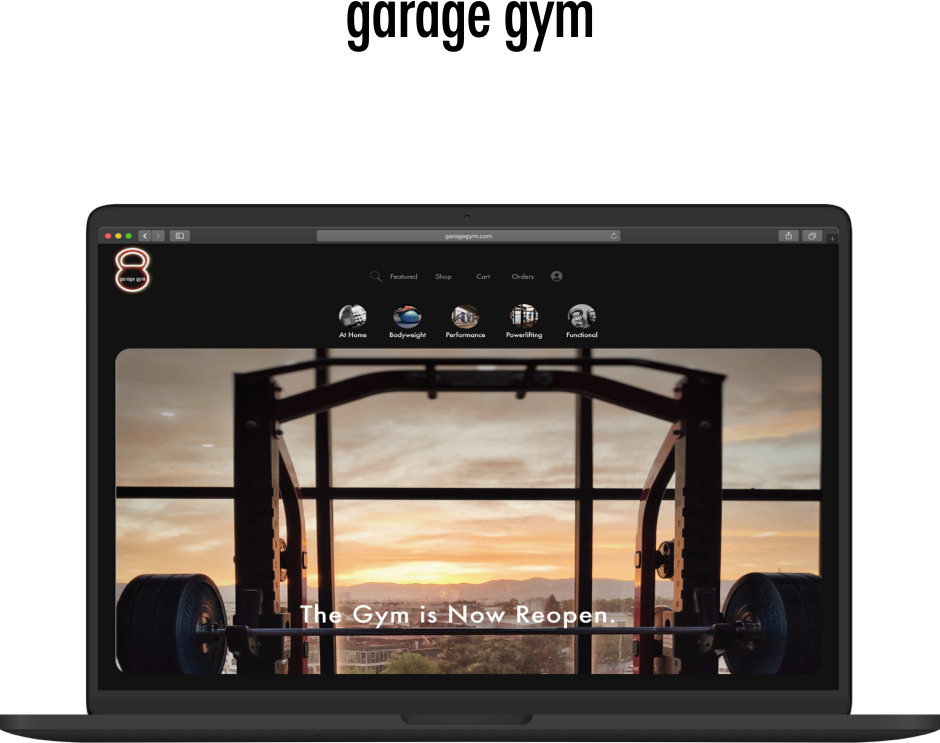 garage gym
garagegym.com
garage gym
Featured Shop Cart Orders
At Home Bodyweight Performance Powerlifting Functional
The Gym is Now Reopen.